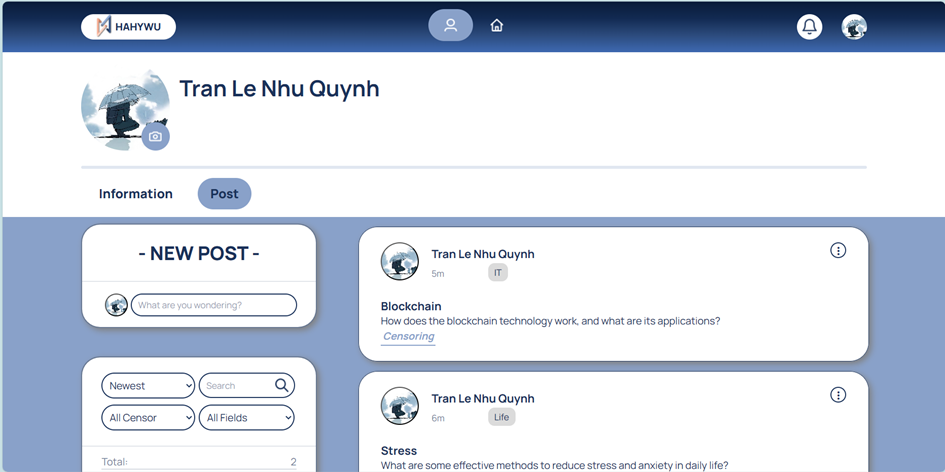 HAHYWU
Tran Le Nhu Quynh
Information
Post
- NEW POST -
What are you wondering?
Newest
Search
All Censor
All Fields
Total: 2
Tran Le Nhu Quynh
5m IT
Blockchain
How does the blockchain technology work, and what are its applications?
Censoring
Tran Le Nhu Quynh
6m Life
Stress
What are some effective methods to reduce stress and anxiety in daily life?